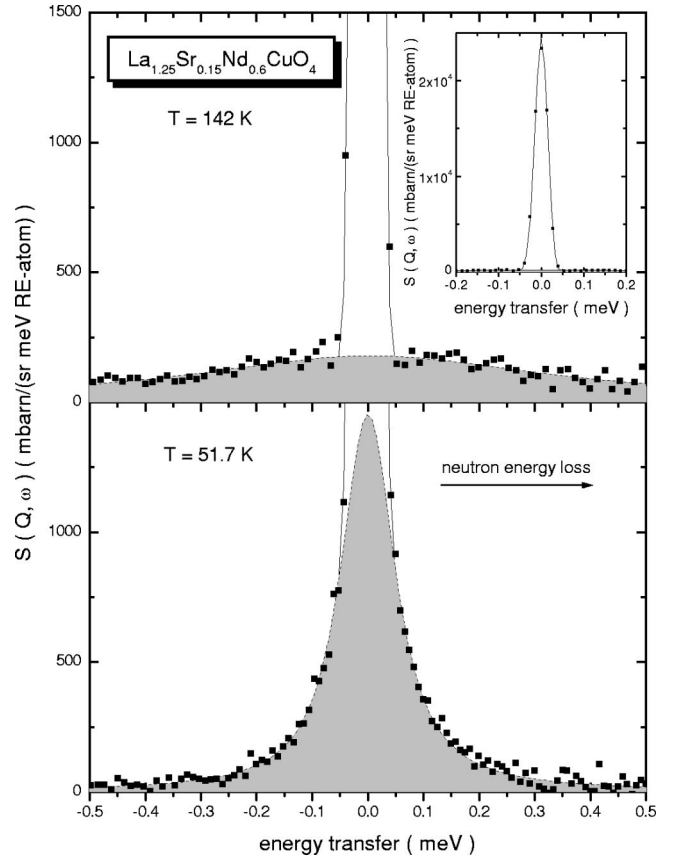 1500
La1.25Sr0.15Nd0.6CuO4
T = 142 K
1000
500
0
S ( Q, ω ) ( mbarn/(sr meV RE-atom) )
2x10^4
1x10^4
0
-0.2 -0.1 0.0 0.1 0.2
energy transfer ( meV )
S ( Q, ω ) ( mbarn/(sr meV RE-atom) )
T = 51.7 K
neutron energy loss
1000
500
0
-0.5 -0.4 -0.3 -0.2 -0.1 0.0 0.1 0.2 0.3 0.4 0.5
energy transfer ( meV )